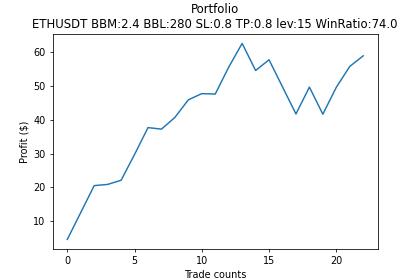 Portfolio
ETHUSDT BBM:2.4 BBL:280 SL:0.8 TP:0.8 lev:15 WinRatio:74.0
Profit ($)
60
50
40
30
20
10
0
5
10
15
20
Trade counts